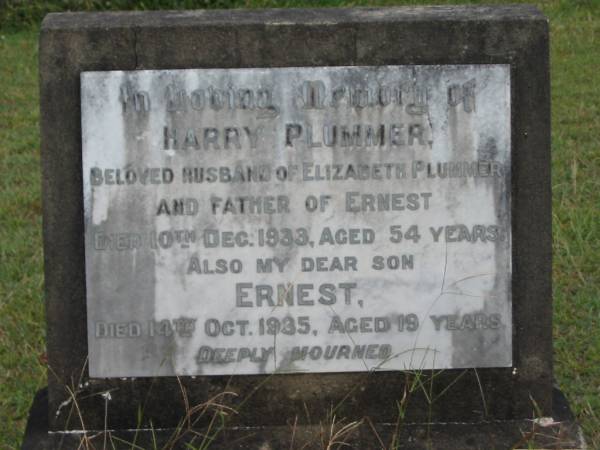 In Loving Memory of
HARRY PLUMMER,
BELOVED HUSBAND OF ELIZABETH PLUMMER
AND FATHER OF ERNEST
DIED 10TH DEC. 1933, AGED 54 YEARS.
ALSO MY DEAR SON
ERNEST,
DIED 14TH OCT. 1935, AGED 19 YEARS
DEEPLY MOURNED